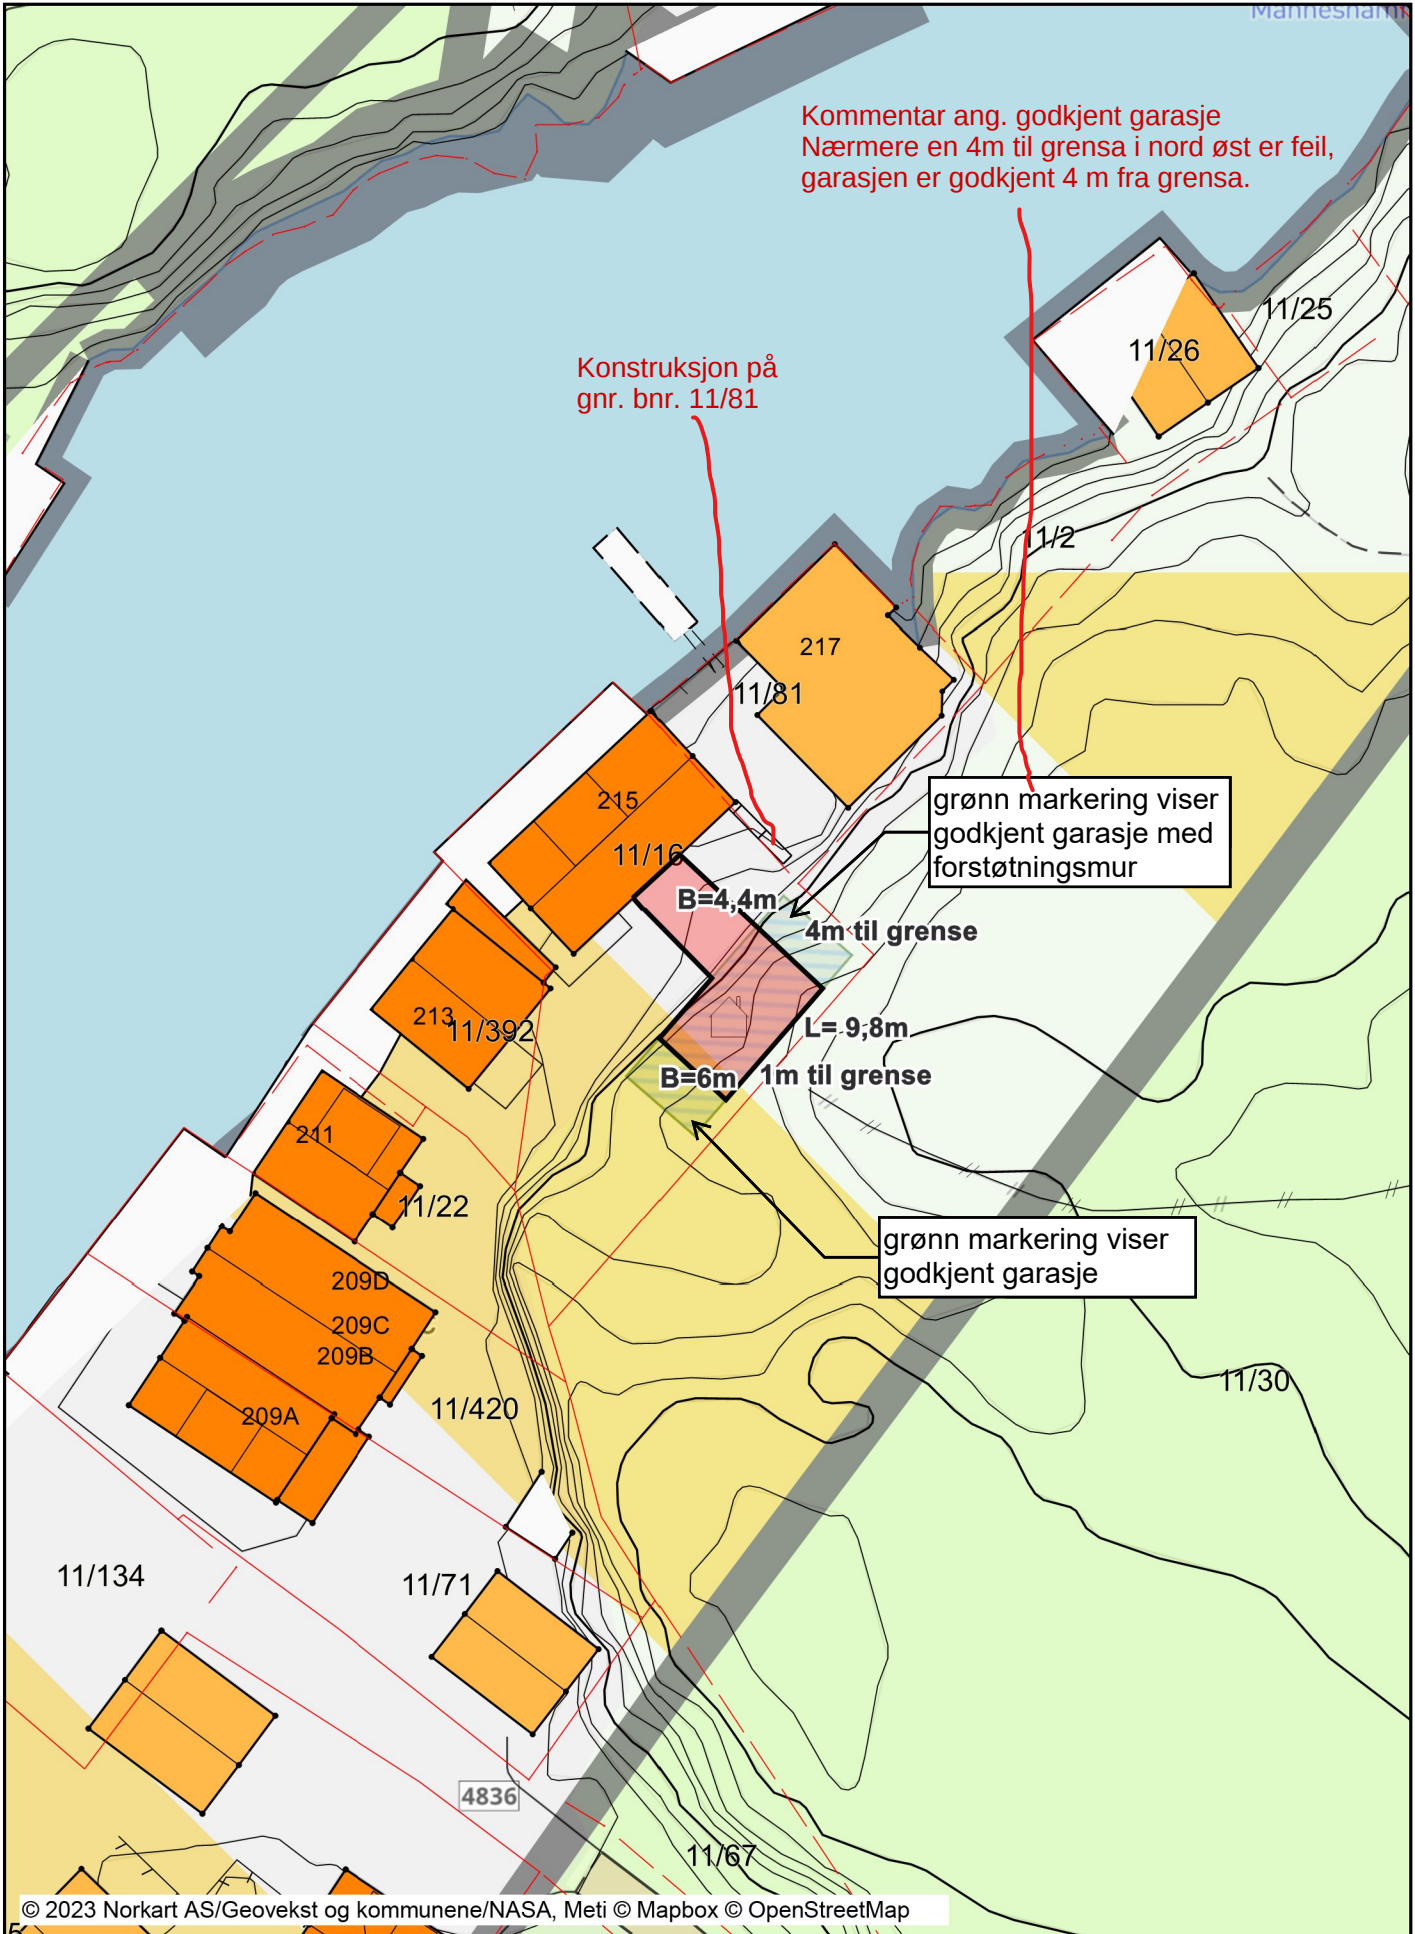 Manneshamn
Kommentar ang. godkjent garasje
Nærmere en 4m til grensa i nord øst er feil,
garasjen er godkjent 4 m fra grensa.
11/25
11/26
Konstruksjon på
gnr. bnr. 11/81
11/2
217
11/81
215
11/16
grønn markering viser
godkjent garasje med
forstøtningsmur
B=4,4m
4m til grense
213
11/392
L= 9,8m
B=6m
1m til grense
211
11/22
grønn markering viser
godkjent garasje
209D
209C
209B
11/30
209A
11/420
11/134
11/71
4836
11/67
© 2023 Norkart AS/Geovekst og kommunene/NASA, Meti © Mapbox © OpenStreetMap